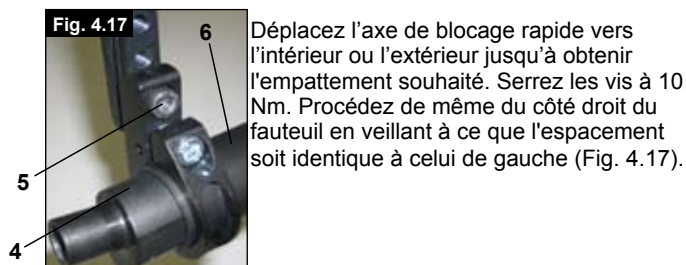 Fig. 4.17
6
5
4
Déplacez l’axe de blocage rapide vers
l’intérieur ou l’extérieur jusqu’à obtenir
l'empattement souhaité. Serrez les vis à 10
Nm. Procédez de même du côté droit du
fauteuil en veillant à ce que l'espacement
soit identique à celui de gauche (Fig. 4.17).